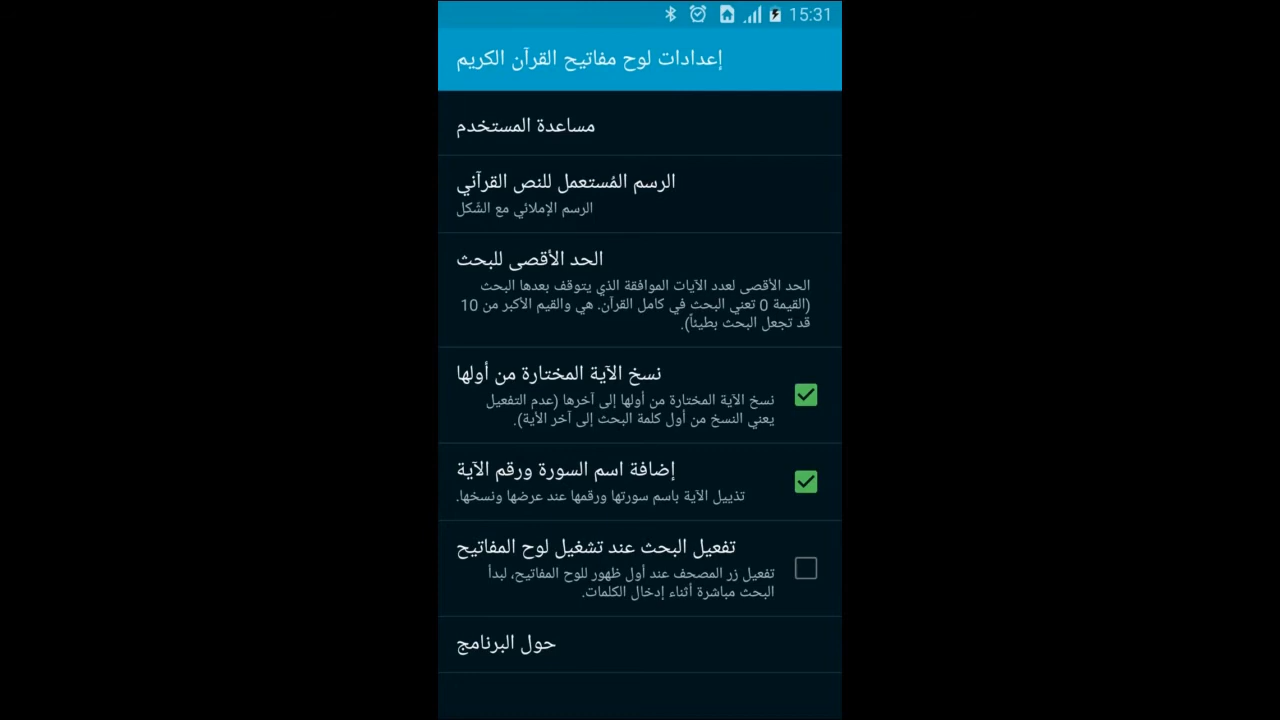 15:31
إعدادات لوح مفاتيح القرآن الكريم
مساعدة المستخدم
الرسم المُستعمل للنص القرآني
الرسم الإملائي مع الشّكل
الحد الأقصى للبحث
الحد الأقصى لعدد الآيات الموافقة الذي يتوقف بعدها البحث
(القيمة 0 تعني البحث في كامل القرآن. هي والقيم الأكبر من 10
قد تجعل البحث بطيئاً).
نسخ الآية المختارة من أولها
نسخ الآية المختارة من أولها إلى آخرها (عدم التفعيل
يعني النسخ من أول كلمة البحث إلى آخر الأية).
إضافة اسم السورة ورقم الآية
تذييل الآية باسم سورتها ورقمها عند عرضها ونسخها.
تفعيل البحث عند تشغيل لوح المفاتيح
تفعيل زر المصحف عند أول ظهور للوح المفاتيح، لبدأ
البحث مباشرة أثناء إدخال الكلمات.
حول البرنامج